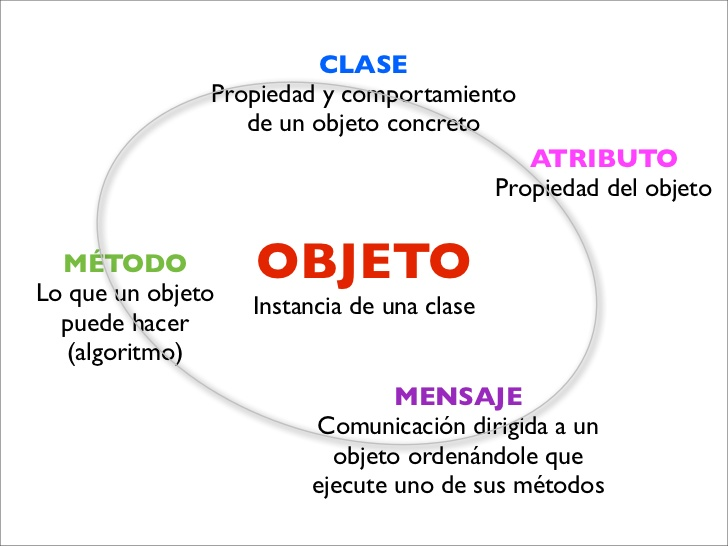 CLASE
Propiedad y comportamiento
de un objeto concreto
ATRIBUTO
Propiedad del objeto
MÉTODO
Lo que un objeto
puede hacer
(algoritmo)
OBJETO
Instancia de una clase
MENSAJE
Comunicación dirigida a un
objeto ordenándole que
ejecute uno de sus métodos